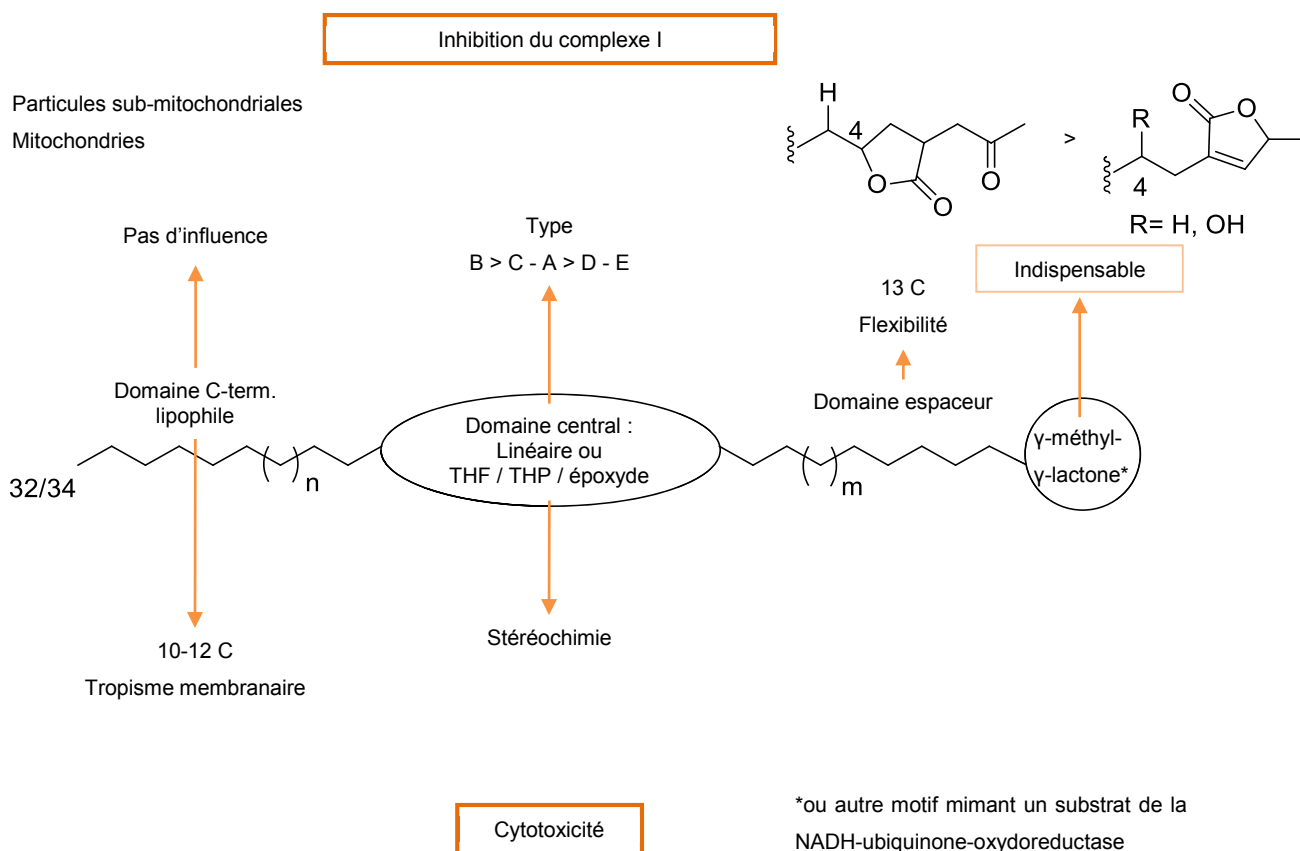 Inhibition du complexe I
Particules sub-mitochondriales
Mitochondries
H
4
O
O
O
>
R
4
O
O
R= H, OH
Pas d'influence
Type
B > C - A > D - E
13 C
Flexibilité
Indispensable
Domaine C-term.
lipophile
Domaine central :
Linéaire ou
THF / THP / époxyde
Domaine espaceur
γ-méthyl-
γ-lactone*
32/34
( )n
( )m
10-12 C
Tropisme membranaire
Stéréochimie
Cytotoxicité
*ou autre motif mimant un substrat de la
NADH-ubiquinone-oxydoreductase